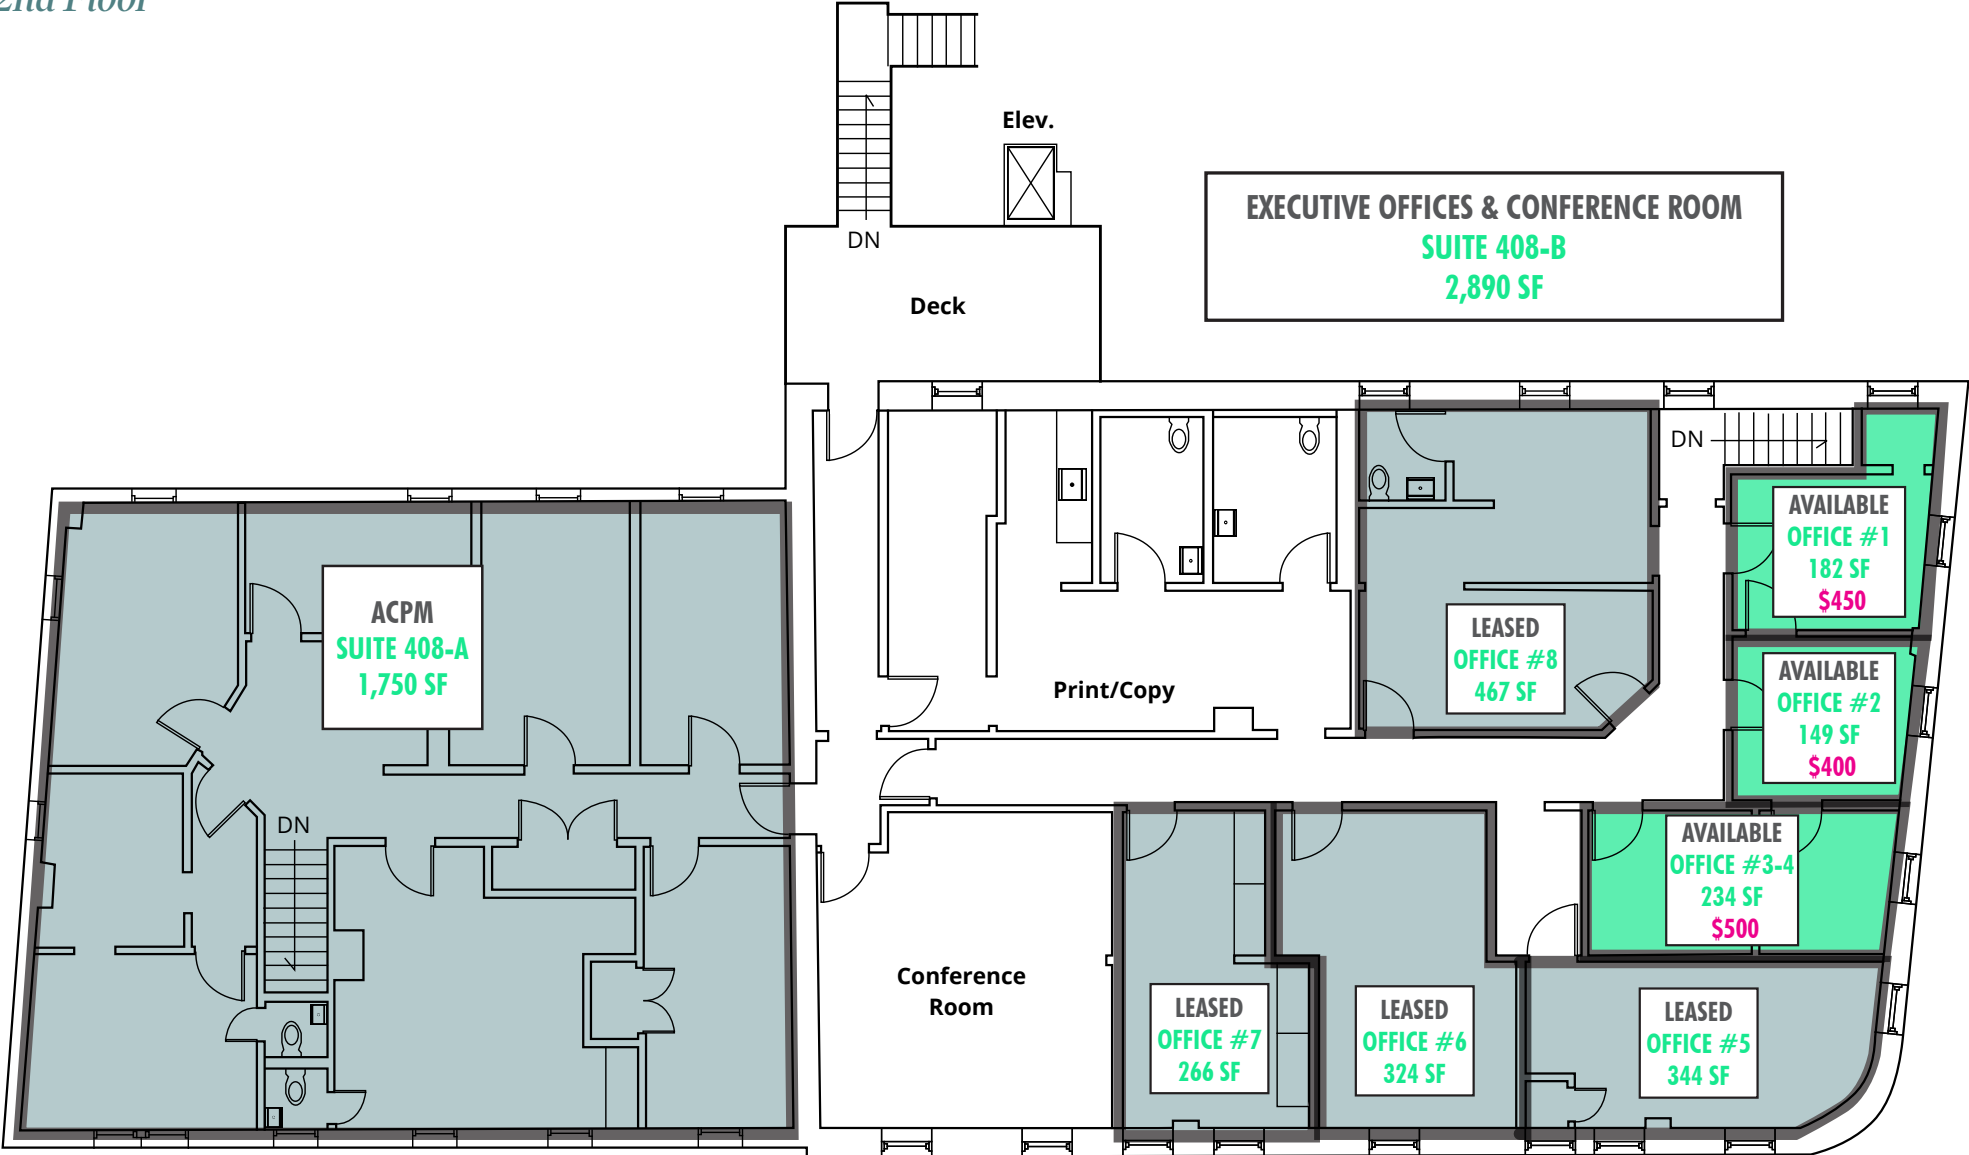 2nd Floor
Elev.
EXECUTIVE OFFICES & CONFERENCE ROOM
SUITE 408-B
2,890 SF
DN
Deck
DN
AVAILABLE
OFFICE #1
182 SF
$450
ACPM
SUITE 408-A
1,750 SF
LEASED
OFFICE #8
467 SF
Print/Copy
AVAILABLE
OFFICE #2
149 SF
$400
DN
AVAILABLE
OFFICE #3-4
234 SF
$500
Conference
Room
LEASED
OFFICE #7
266 SF
LEASED
OFFICE #6
324 SF
LEASED
OFFICE #5
344 SF